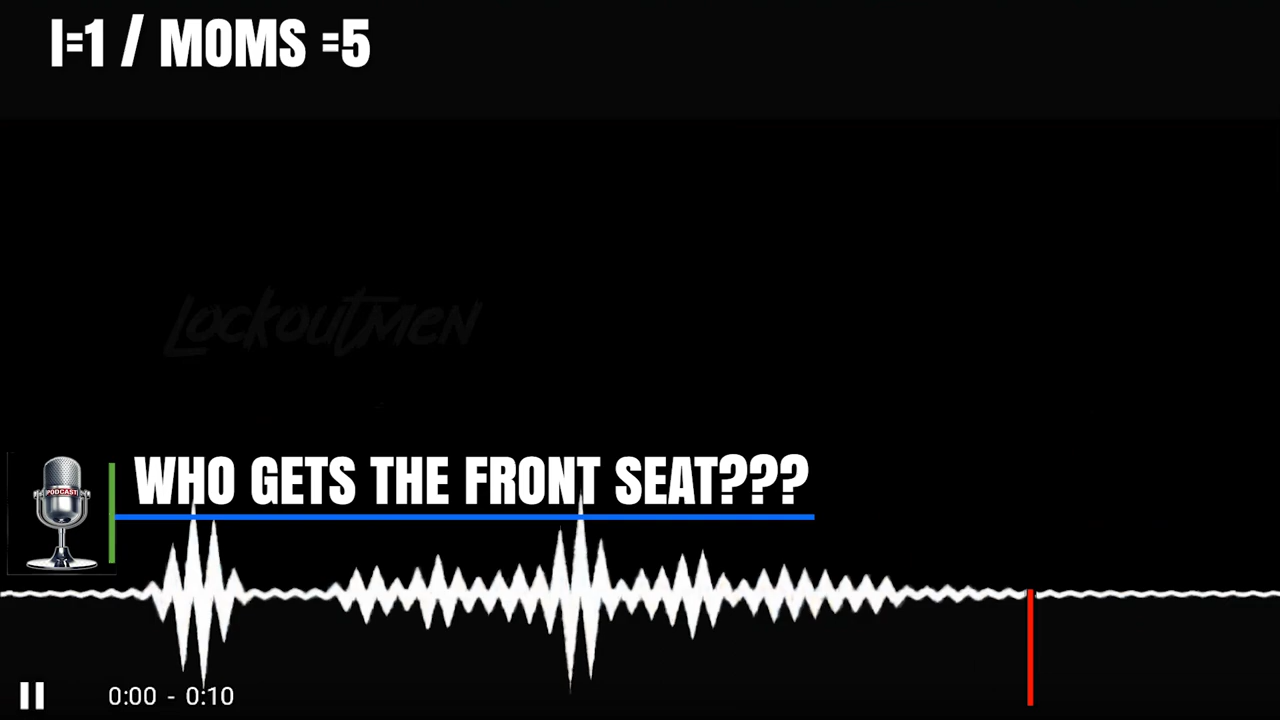 I=1 / MOMS =5
Lockoutmen
WHO GETS THE FRONT SEAT???
PODCAST
0:00 - 0:10